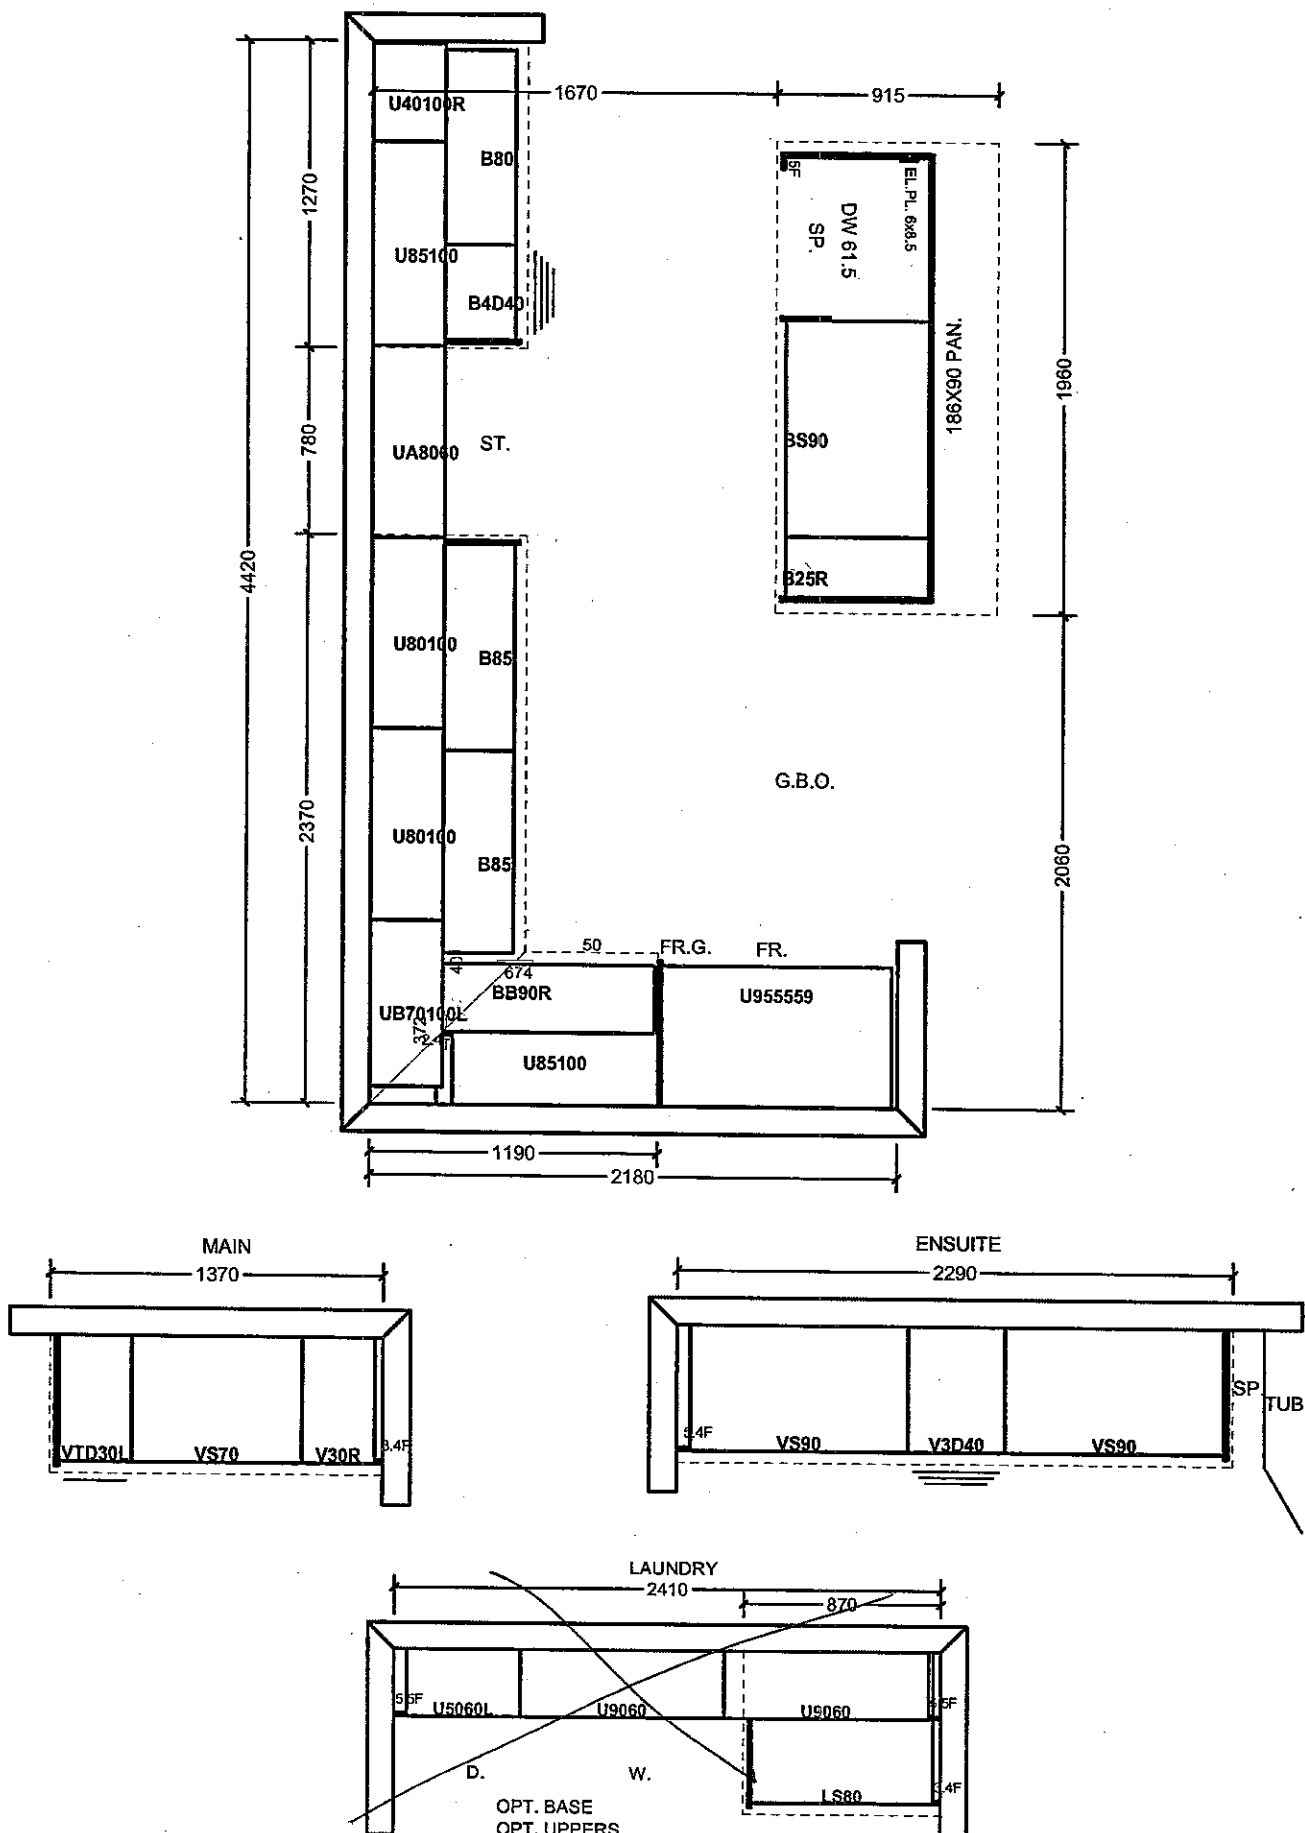 1670
915
U40100R
B80
5F
EL.PL. 6x8.5
DW 61.5
SP.
1270
U85100
B4D40
186X90 PAN.
1960
780
UA8060
ST.
BS90
4420
B25R
U80100
B85
G.B.O.
2370
U80100
B85
2060
50
FR.G.
FR.
40
674
BB90R
U955559
UB70100L
372
U85100
1190
2180
MAIN
1370
VTD30L
VS70
V30R
3.4F
ENSUITE
2290
5.4F
VS90
V3D40
VS90
SP.
TUB
LAUNDRY
2410
870
5.5F
U5060L
U9060
U9060
5.5F
D.
W.
LS80
3.4F
OPT. BASE
OPT. UPPERS